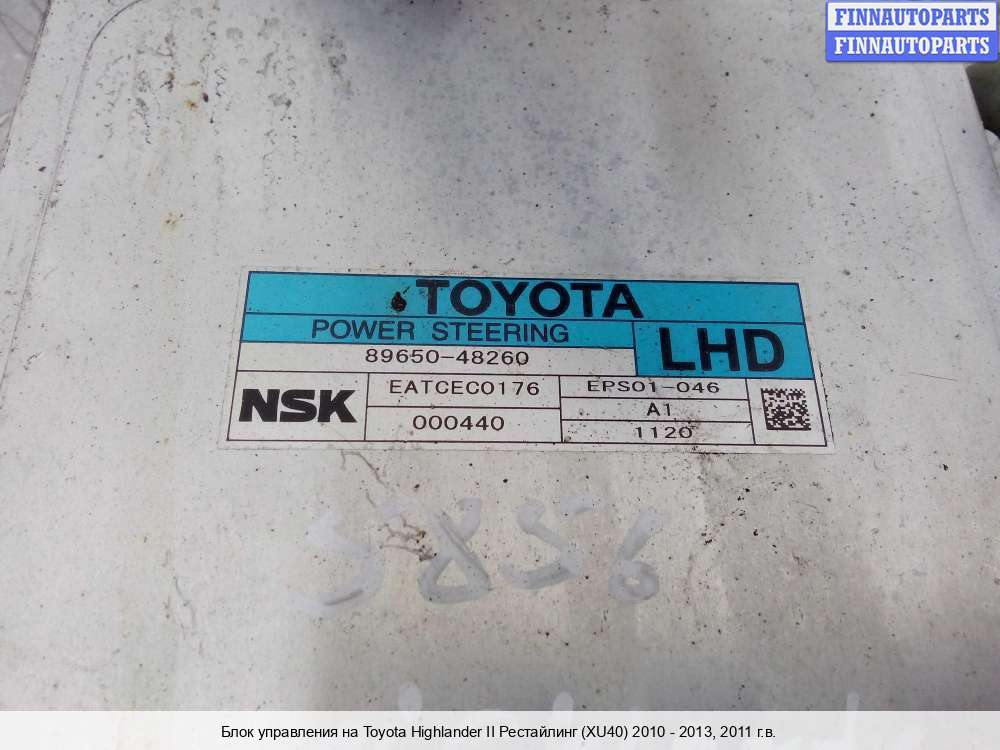 FINNAUTOPARTS
FINNAUTOPARTS
TOYOTA
POWER STEERING
LHD
89650-48260
NSK
EATCEC0176
EPS01-046
A1
000440
1120
5856
Блок управления на Toyota Highlander II Рестайлинг (XU40) 2010 - 2013, 2011 г.в.